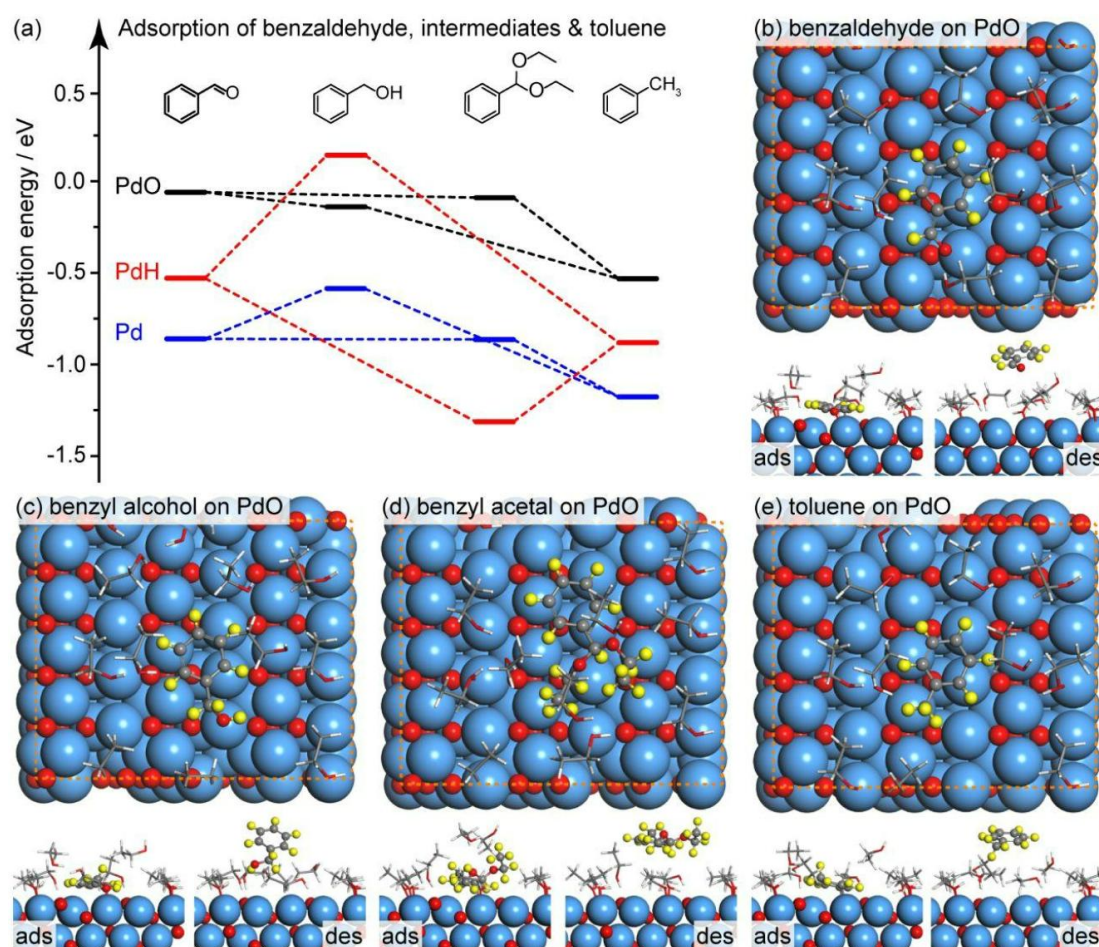 (a) Adsorption of benzaldehyde, intermediates & toluene
Adsorption energy / eV
0.5
0.0
-0.5
-1.0
-1.5
O
OH
O
O
CH3
PdO
PdH
Pd
(b) benzaldehyde on PdO
ads
des
(c) benzyl alcohol on PdO
ads
des
(d) benzyl acetal on PdO
ads
des
(e) toluene on PdO
ads
des